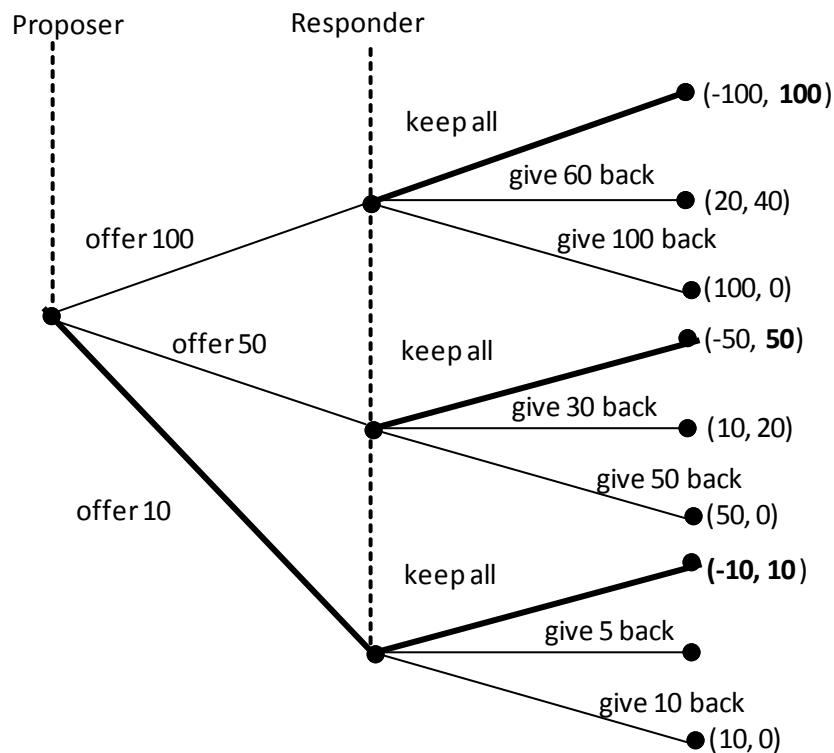 Proposer
Responder
keep all
(-100, 100)
give 60 back
(20, 40)
offer 100
give 100 back
(100, 0)
offer 50
keep all
(-50, 50)
give 30 back
(10, 20)
give 50 back
(50, 0)
offer 10
keep all
(-10, 10)
give 5 back
give 10 back
(10, 0)